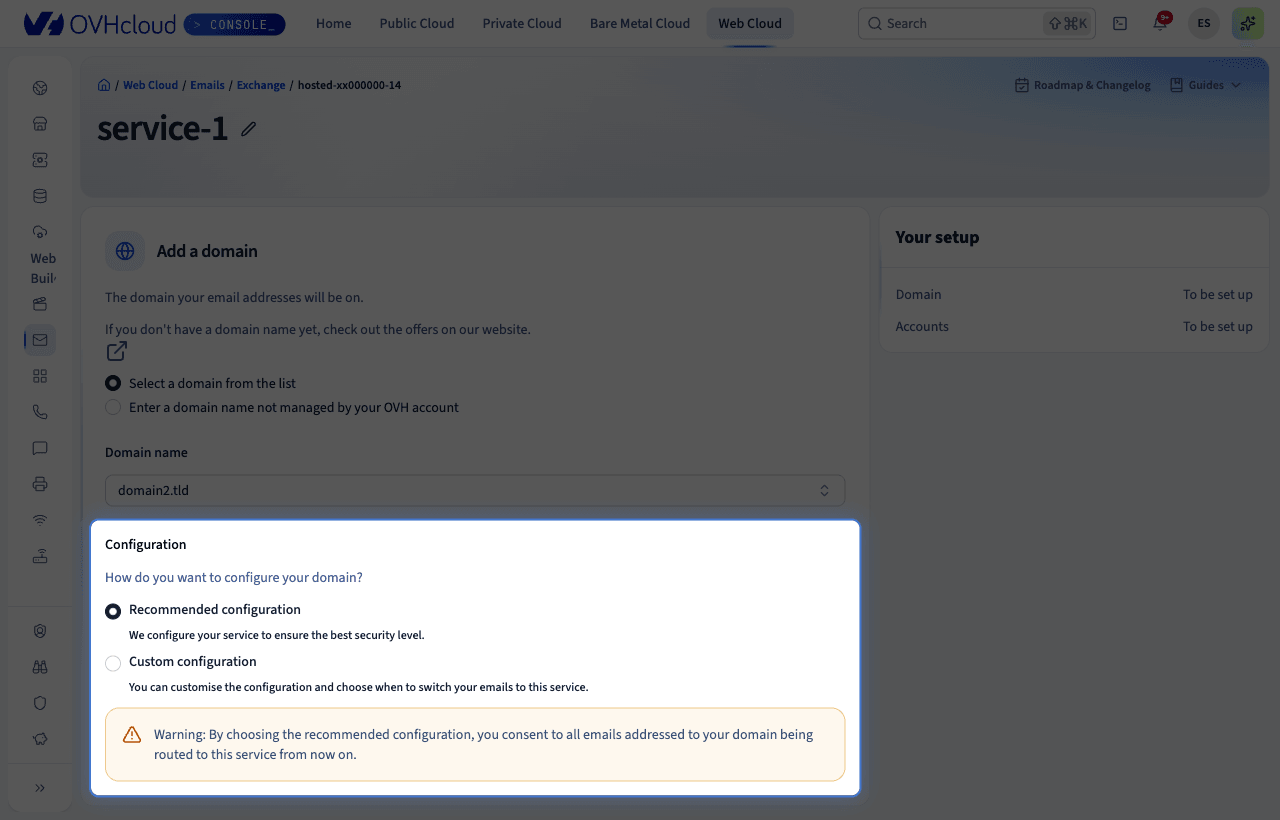 OVHcloud > CONSOLE_ Home Public Cloud Private Cloud Bare Metal Cloud Web Cloud Search ⇧⌘K 9+ ES
/ Web Cloud / Emails / Exchange / hosted-xx000000-14 Roadmap & Changelog Guides
service-1
Web
Buil
Add a domain
The domain your email addresses will be on.
If you don't have a domain name yet, check out the offers on our website.
Select a domain from the list
Enter a domain name not managed by your OVH account
Domain name
domain2.tld
Configuration
How do you want to configure your domain?
Recommended configuration
We configure your service to ensure the best security level.
Custom configuration
You can customise the configuration and choose when to switch your emails to this service.
Warning: By choosing the recommended configuration, you consent to all emails addressed to your domain being
routed to this service from now on.
Your setup
Domain To be set up
Accounts To be set up